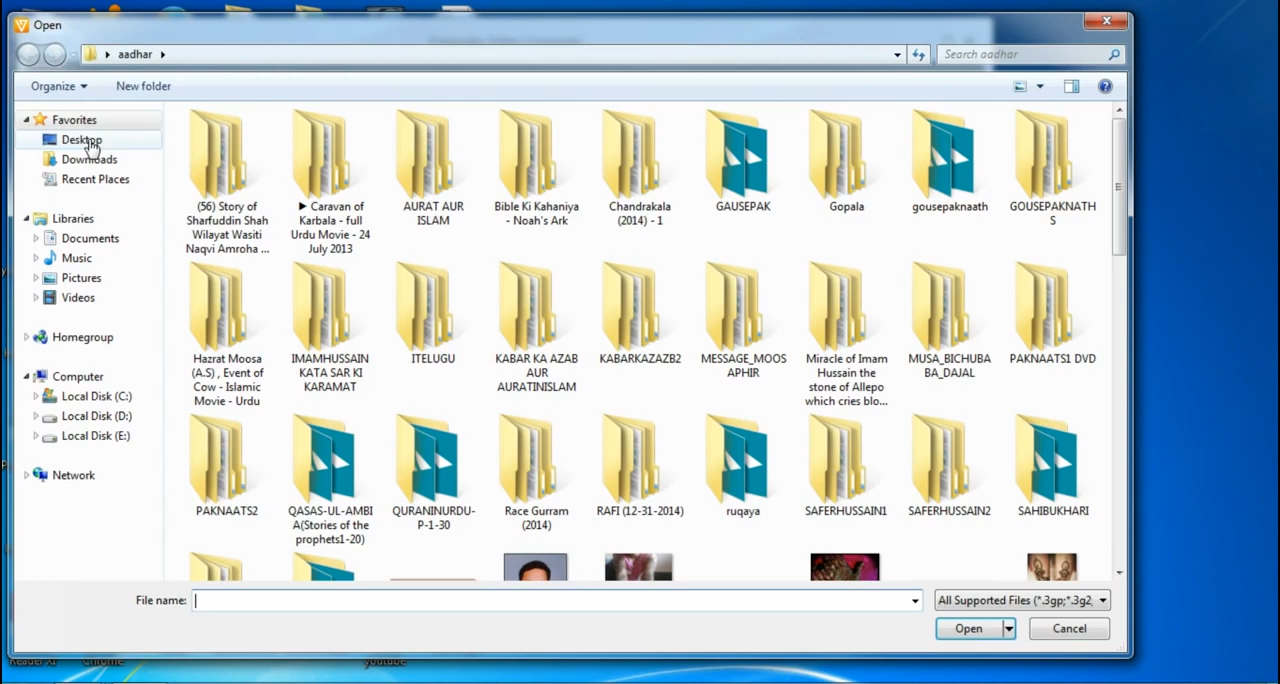 Open
aadhar
Search aadhar
Organize
New folder
Favorites
Desktop
Downloads
Recent Places
Libraries
Documents
Music
Pictures
Videos
Homegroup
Computer
Local Disk (C:)
Local Disk (D:)
Local Disk (E:)
Network
(56) Story of
Sharfuddin Shah
Wilayat Wasiti
Naqvi Amroha ...
► Caravan of
Karbala - full
Urdu Movie - 24
July 2013
AURAT AUR
ISLAM
Bible Ki Kahaniya
- Noah's Ark
Chandrakala
(2014) - 1
GAUSEPAK
Gopala
gousepaknaath
GOUSEPAKNATH
S
Hazrat Moosa
(A.S) , Event of
Cow - Islamic
Movie - Urdu
IMAMHUSSAIN
KATA SAR KI
KARAMAT
ITELUGU
KABAR KA AZAB
AUR
AURATINISLAM
KABARKAZAZB2
MESSAGE_MOOS
APHIR
Miracle of Imam
Hussain the
stone of Allepo
which cries blo...
MUSA_BICHUBA
BA_DAJAL
PAKNAATS1 DVD
PAKNAATS2
QASAS-UL-AMBI
A(Stories of the
prophets1-20)
QURANINURDU-
P-1-30
Race Gurram
(2014)
RAFI (12-31-2014)
ruqaya
SAFERHUSSAIN1
SAFERHUSSAIN2
SAHIBUKHARI
File name:
All Supported Files (*.3gp;*.3g2,
Open
Cancel
Reader XI
Chrome
youtube